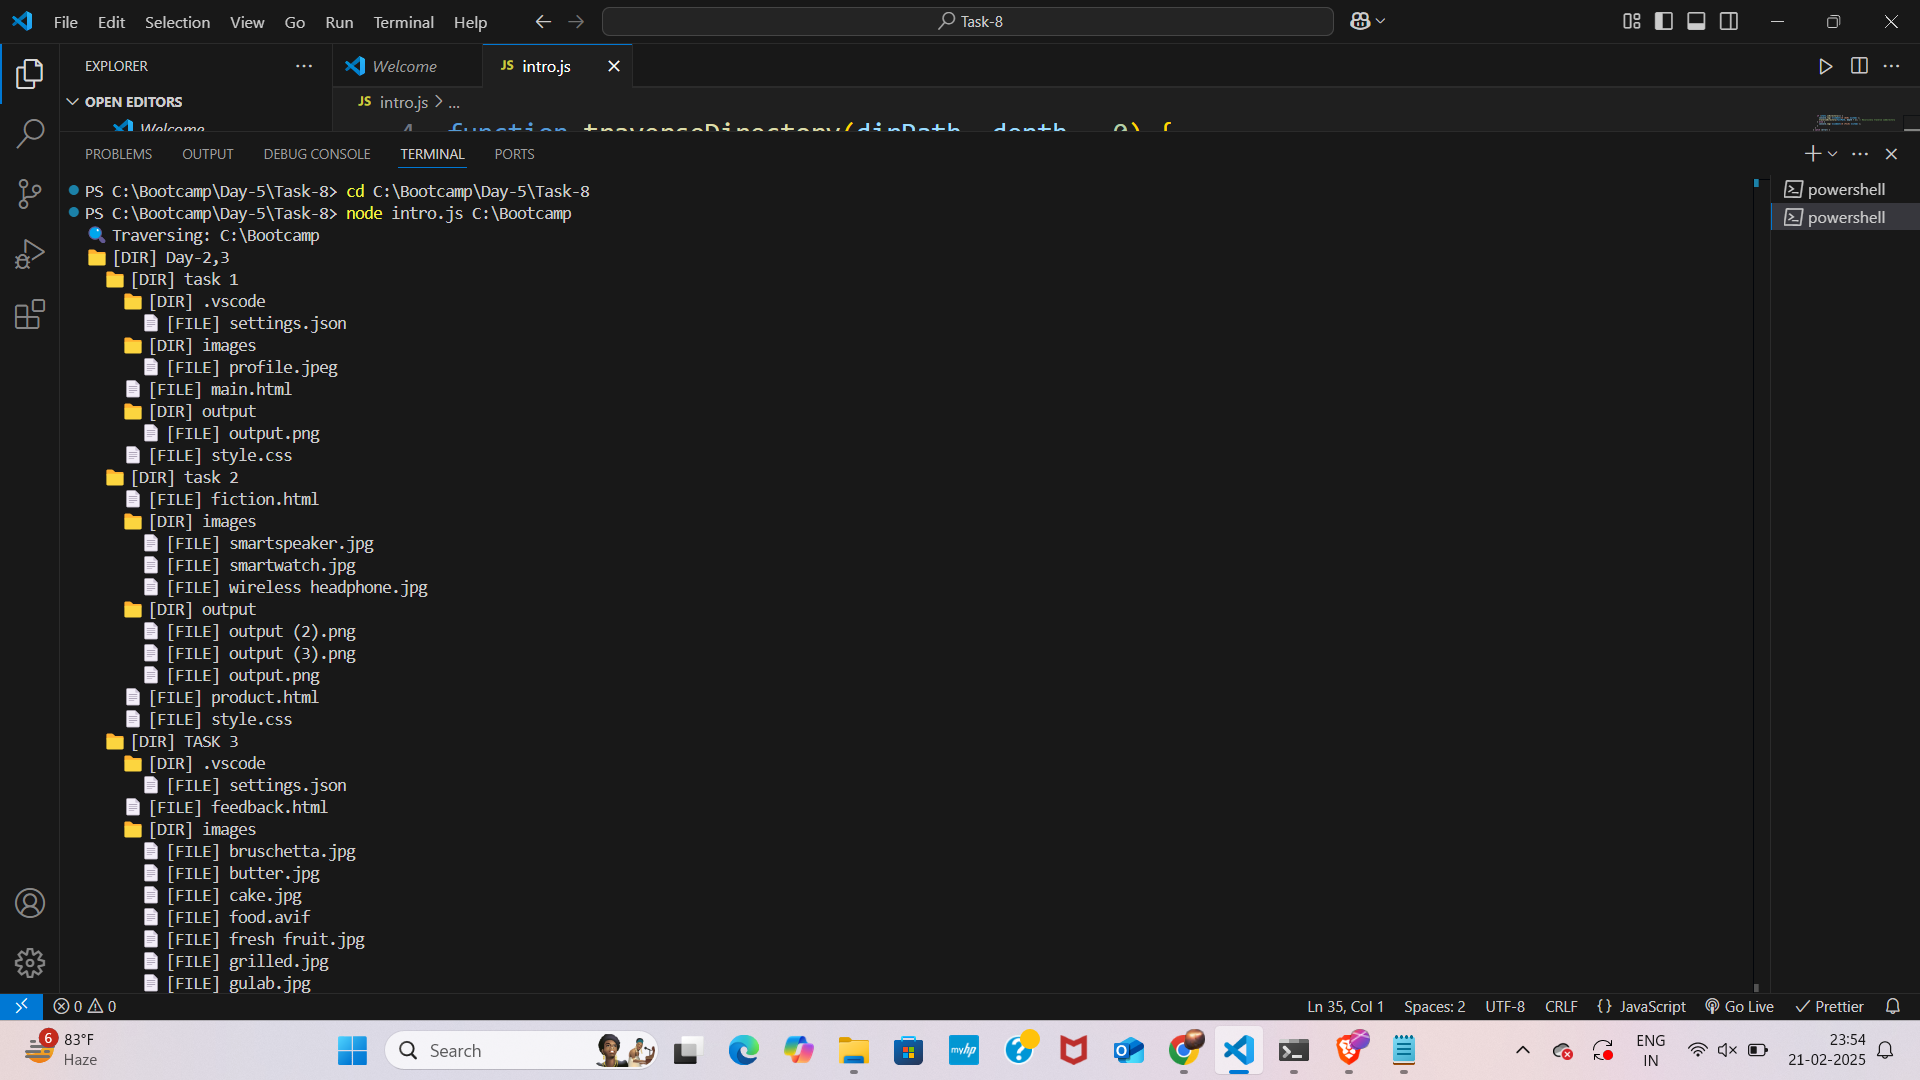 File Edit Selection View Go Run Terminal Help
Task-8
EXPLORER
Welcome
JS intro.js
OPEN EDITORS
JS intro.js > ...
Welcome
4 function traverseDirectory(dirPath, depth = 0) {
PROBLEMS OUTPUT DEBUG CONSOLE TERMINAL PORTS
powershell
powershell
PS C:\Bootcamp\Day-5\Task-8> cd C:\Bootcamp\Day-5\Task-8
PS C:\Bootcamp\Day-5\Task-8> node intro.js C:\Bootcamp
Traversing: C:\Bootcamp
[DIR] Day-2,3
[DIR] task 1
[DIR] .vscode
[FILE] settings.json
[DIR] images
[FILE] profile.jpeg
[FILE] main.html
[DIR] output
[FILE] output.png
[FILE] style.css
[DIR] task 2
[FILE] fiction.html
[DIR] images
[FILE] smartspeaker.jpg
[FILE] smartwatch.jpg
[FILE] wireless headphone.jpg
[DIR] output
[FILE] output (2).png
[FILE] output (3).png
[FILE] output.png
[FILE] product.html
[FILE] style.css
[DIR] TASK 3
[DIR] .vscode
[FILE] settings.json
[FILE] feedback.html
[DIR] images
[FILE] bruschetta.jpg
[FILE] butter.jpg
[FILE] cake.jpg
[FILE] food.avif
[FILE] fresh fruit.jpg
[FILE] grilled.jpg
[FILE] gulab.jpg
0 0
Ln 35, Col 1 Spaces: 2 UTF-8 CRLF {} JavaScript Go Live Prettier
6
83°F
Haze
Search
myhp
ENG
IN
23:54
21-02-2025